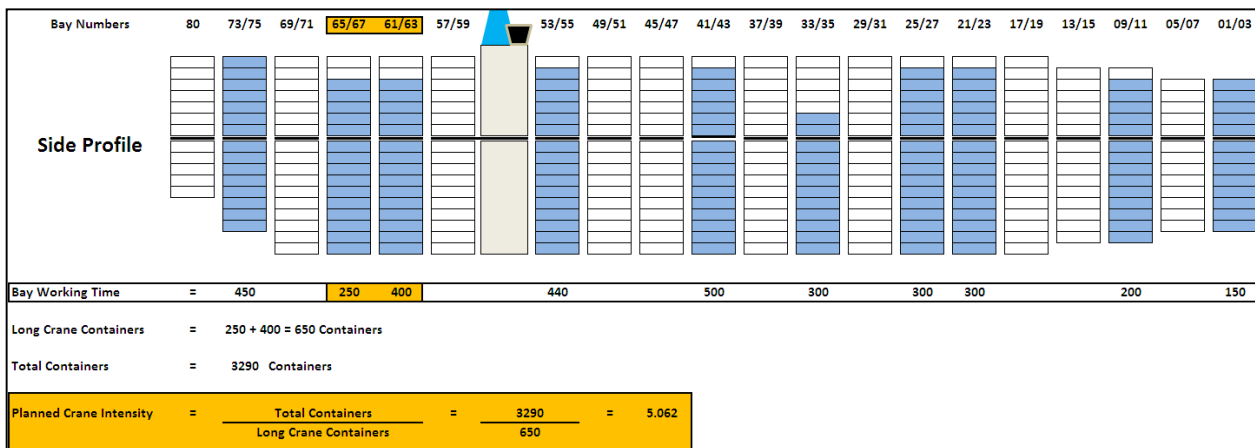 Bay Numbers 80 73/75 69/71 65/67 61/63 57/59 53/55 49/51 45/47 41/43 37/39 33/35 29/31 25/27 21/23 17/19 13/15 09/11 05/07 01/03
Side Profile
Bay Working Time = 450 250 400 440 500 300 300 300 200 150
Long Crane Containers = 250 + 400 = 650 Containers
Total Containers = 3290 Containers
Planned Crane Intensity = Total Containers = 3290 = 5.062
Long Crane Containers 650